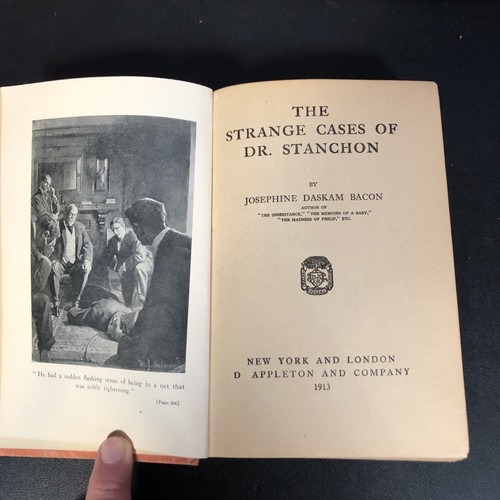 "He had a sudden flashing sense of being in a net that
was softly tightening."
[Page 206]
THE
STRANGE CASES OF
DR. STANCHON
BY
JOSEPHINE DASKAM BACON
AUTHOR OF
"THE INHERITANCE," "THE MEMOIRS OF A BABY,"
"THE MADNESS OF PHILIP," ETC.
NEW YORK AND LONDON
D APPLETON AND COMPANY
1913